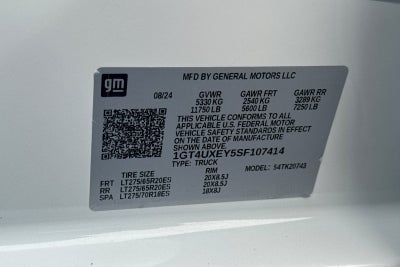 gm
MFD BY GENERAL MOTORS LLC
08/24 GVWR GAWR FRT GAWR RR
5330 KG 2540 KG 3289 KG
11750 LB 5600 LB 7250 LB
THIS VEHICLE CONFORMS TO ALL
APPLICABLE U.S. FEDERAL MOTOR
VEHICLE SAFETY STANDARDS IN EFFECT
ON THE DATE OF MANUFACTURE
SHOWN ABOVE.
1GT4UXEY5SF107414
TYPE: TRUCK MODEL: 54TK20743
TIRE SIZE RIM
FRT LT275/65R20ES 20X8.5J
RR LT275/65R20ES 20X8.5J
SPA LT275/70R18ES 18X8J